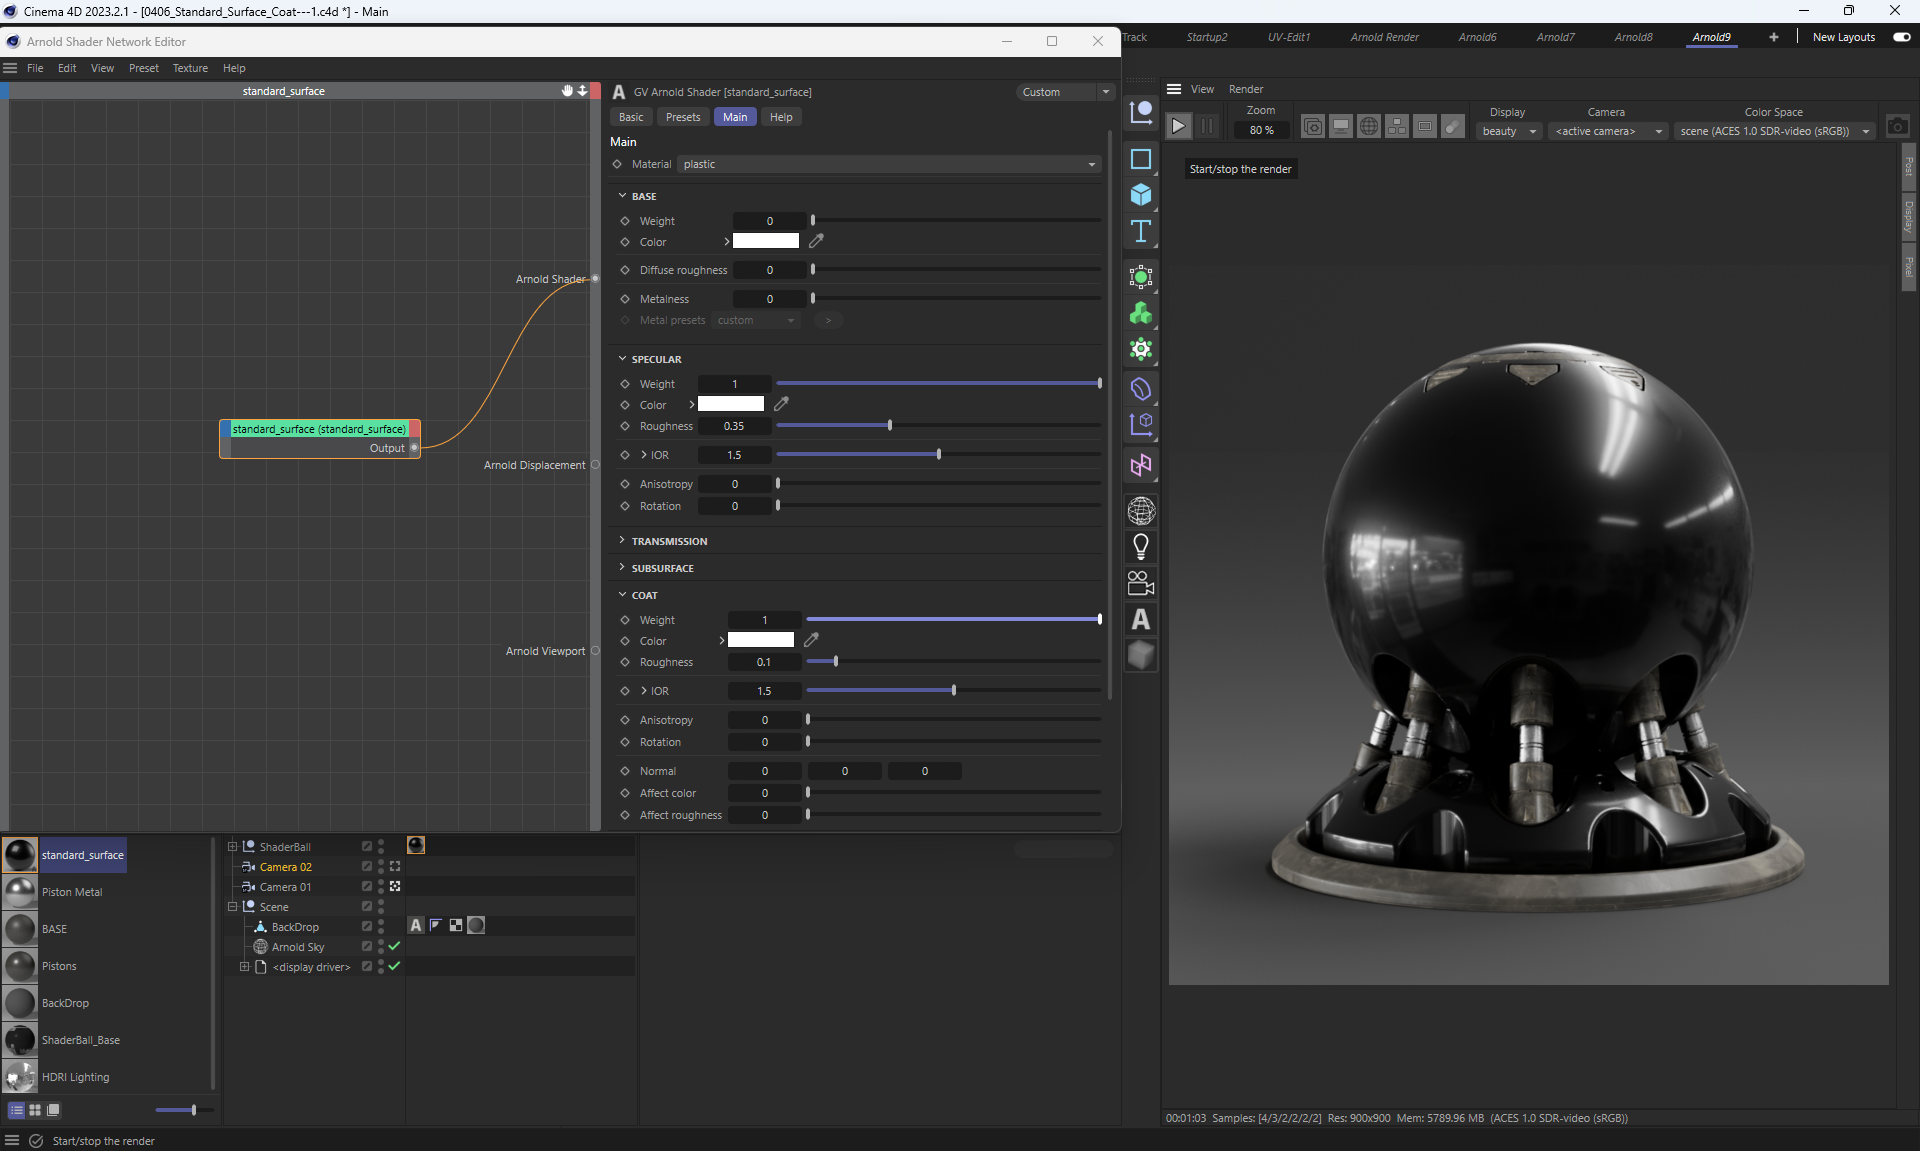 Cinema 4D 2023.2.1 - [0406_Standard_Surface_Coat---1.c4d *] - Main
Arnold Shader Network Editor
Track
Startup2
UV-Edit1
Arnold Render
Arnold6
Arnold7
Arnold8
Arnold9
+
New Layouts
File Edit View Preset Texture Help
standard_surface
Arnold Shader
standard_surface (standard_surface)
Output
Arnold Displacement
Arnold Viewport
A GV Arnold Shader [standard_surface]
Custom
Basic Presets Main Help
Main
Material plastic
BASE
Weight 0
Color
Diffuse roughness 0
Metalness 0
Metal presets custom >
SPECULAR
Weight 1
Color
Roughness 0.35
IOR 1.5
Anisotropy 0
Rotation 0
TRANSMISSION
SUBSURFACE
COAT
Weight 1
Color
Roughness 0.1
IOR 1.5
Anisotropy 0
Rotation 0
Normal 0 0 0
Affect color 0
Affect roughness 0
T
A
View Render
Zoom
80 %
Display
beauty
Camera
<active camera>
Color Space
scene (ACES 1.0 SDR-video (sRGB))
Start/stop the render
Post
Display
Pixel
00:01:03 Samples: [4/3/2/2/2/2] Res: 900x900 Mem: 5789.96 MB (ACES 1.0 SDR-video (sRGB))
standard_surface
Piston Metal
BASE
Pistons
BackDrop
ShaderBall_Base
HDRI Lighting
ShaderBall
Camera 02
Camera 01
Scene
BackDrop
A
Arnold Sky
<display driver>
Start/stop the render